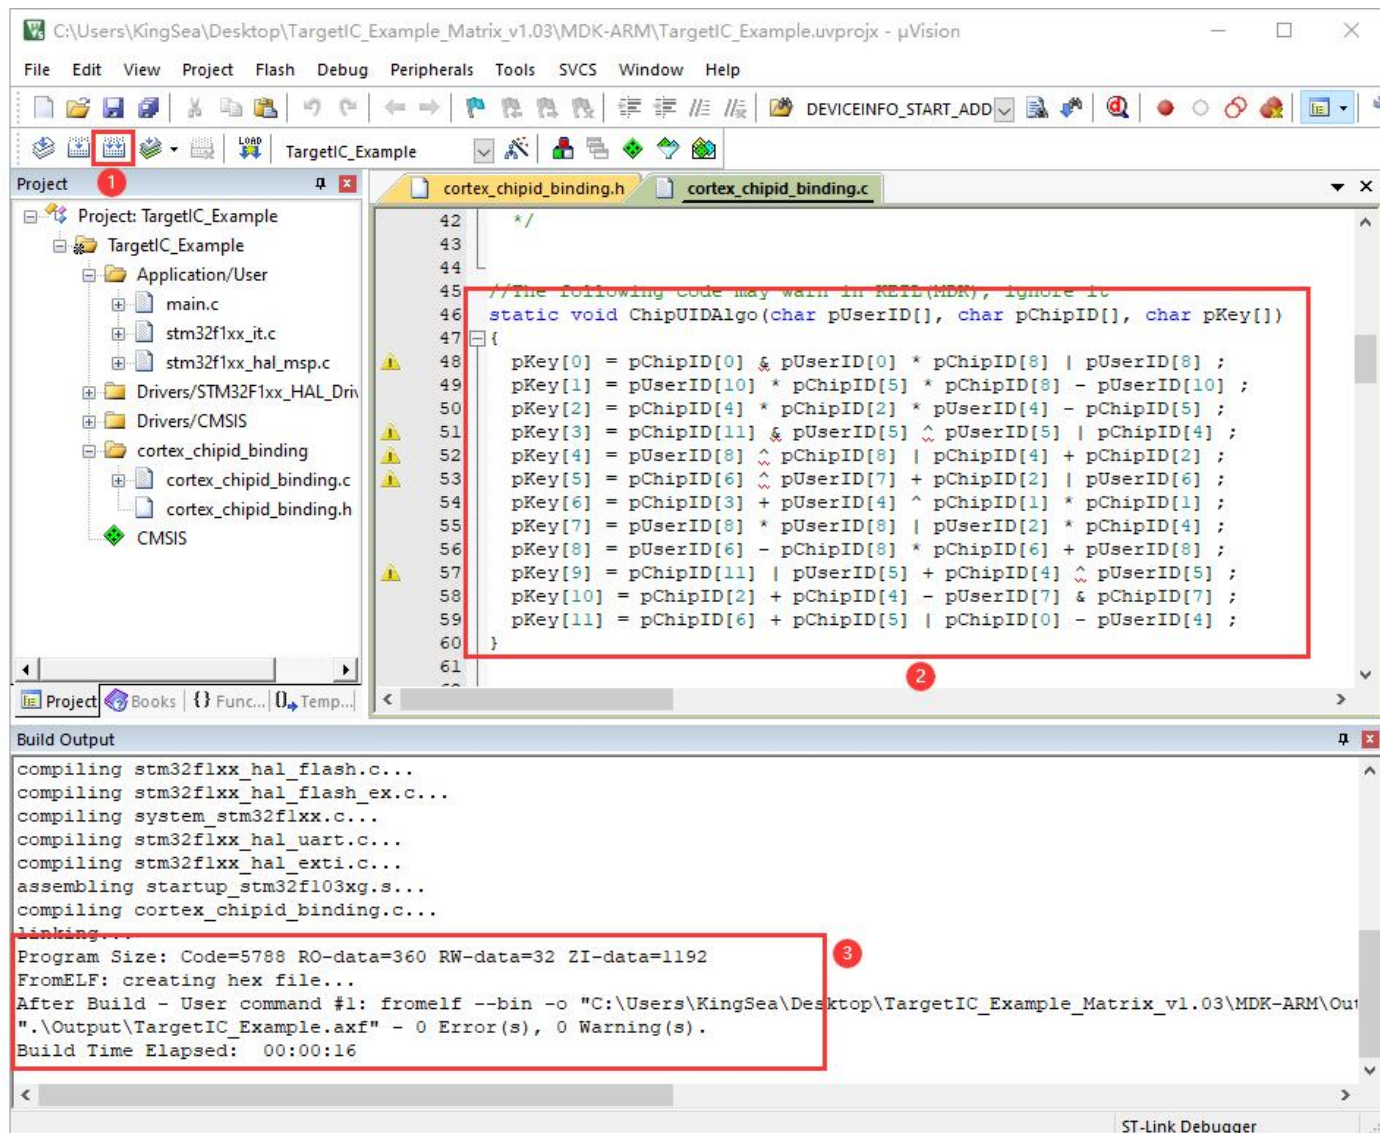 C:\Users\KingSea\Desktop\TargetIC_Example_Matrix_v1.03\MDK-ARM\TargetIC_Example.uvprojx - µVision
File Edit View Project Flash Debug Peripherals Tools SVCS Window Help
DEVICEINFO_START_ADD
LOAD TargetIC_Example
Project 1
cortex_chipid_binding.h cortex_chipid_binding.c
Project: TargetIC_Example
TargetIC_Example
Application/User
main.c
stm32f1xx_it.c
stm32f1xx_hal_msp.c
Drivers/STM32F1xx_HAL_Driv
Drivers/CMSIS
cortex_chipid_binding
cortex_chipid_binding.c
cortex_chipid_binding.h
CMSIS
42 */
43
44
45 //The following code may warn in KEIL(MDK), ignore it
46 static void ChipUIDAlgo(char pUserID[], char pChipID[], char pKey[])
47 {
48 pKey[0] = pChipID[0] & pUserID[0] * pChipID[8] | pUserID[8] ;
49 pKey[1] = pUserID[10] * pChipID[5] * pChipID[8] - pUserID[10] ;
50 pKey[2] = pChipID[4] * pChipID[2] * pUserID[4] - pChipID[5] ;
51 pKey[3] = pChipID[11] & pUserID[5] ^ pUserID[5] | pChipID[4] ;
52 pKey[4] = pUserID[8] ^ pChipID[8] | pChipID[4] + pChipID[2] ;
53 pKey[5] = pChipID[6] ^ pUserID[7] + pChipID[2] | pUserID[6] ;
54 pKey[6] = pChipID[3] + pUserID[4] ^ pChipID[1] * pChipID[1] ;
55 pKey[7] = pUserID[8] * pUserID[8] | pUserID[2] * pChipID[4] ;
56 pKey[8] = pUserID[6] - pChipID[8] * pChipID[6] + pUserID[8] ;
57 pKey[9] = pChipID[11] | pUserID[5] + pChipID[4] ^ pUserID[5] ;
58 pKey[10] = pChipID[2] + pChipID[4] - pUserID[7] & pChipID[7] ;
59 pKey[11] = pChipID[6] + pChipID[5] | pChipID[0] - pUserID[4] ;
60 }
61
2
Project Books {} Func... Temp...
Build Output
compiling stm32f1xx_hal_flash.c...
compiling stm32f1xx_hal_flash_ex.c...
compiling system_stm32f1xx.c...
compiling stm32f1xx_hal_uart.c...
compiling stm32f1xx_hal_exti.c...
assembling startup_stm32f103xg.s...
compiling cortex_chipid_binding.c...
linking...
Program Size: Code=5788 RO-data=360 RW-data=32 ZI-data=1192
3
FromELF: creating hex file...
After Build - User command #1: fromelf --bin -o "C:\Users\KingSea\Desktop\TargetIC_Example_Matrix_v1.03\MDK-ARM\Out
".\Output\TargetIC_Example.axf" - 0 Error(s), 0 Warning(s).
Build Time Elapsed: 00:00:16
ST-Link Debugger